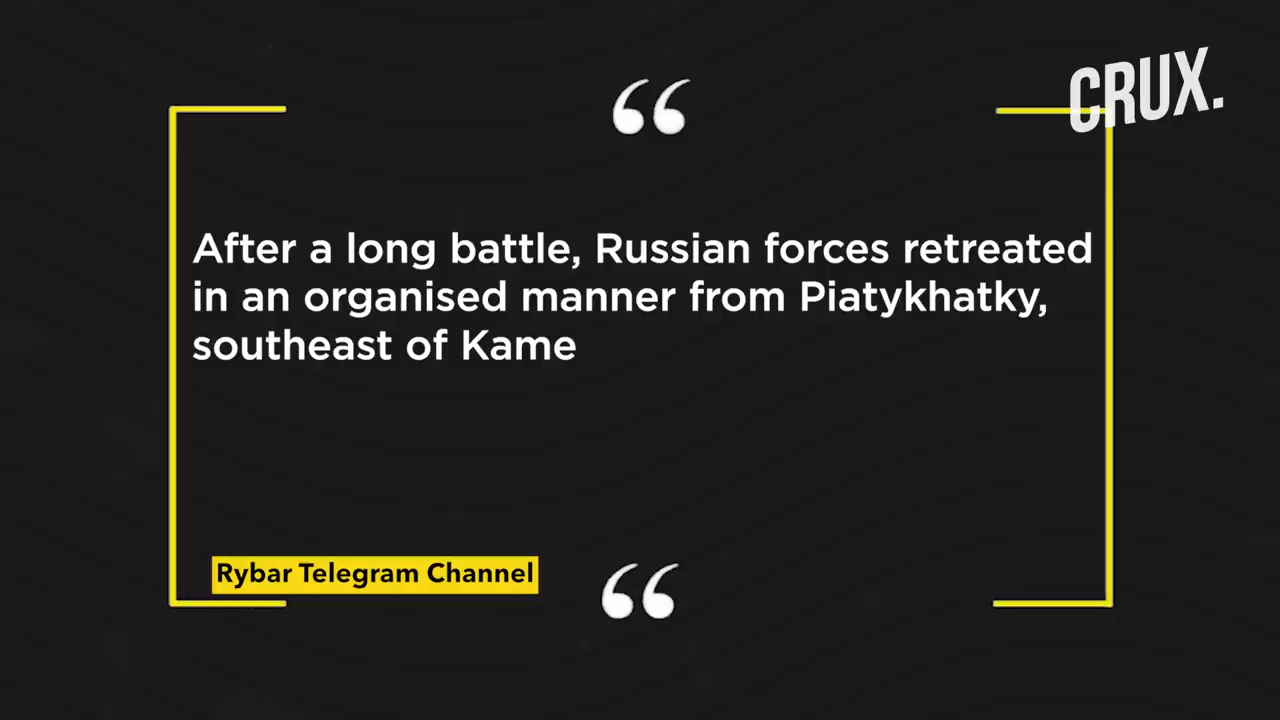 CRUX.
“
After a long battle, Russian forces retreated
in an organised manner from Piatykhatky,
southeast of Kame
Rybar Telegram Channel
“